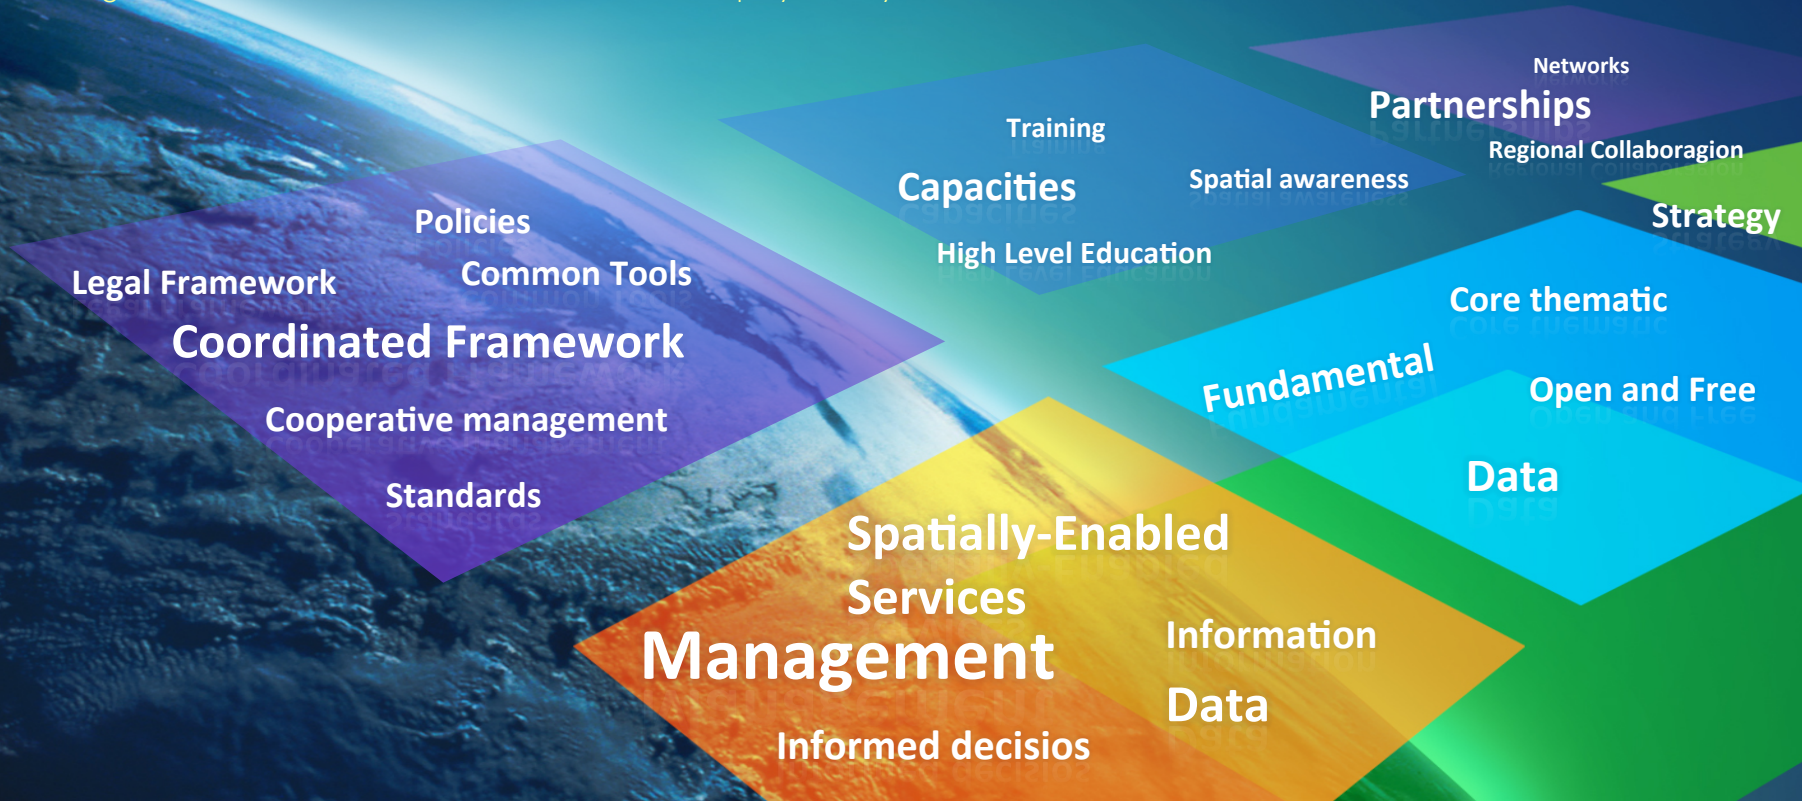 Networks
Partnerships
Regional Collaboragion
Training
Capacities
Spatial awareness
High Level Education
Strategy
Policies
Legal Framework
Common Tools
Coordinated Framework
Cooperative management
Standards
Core thematic
Fundamental
Open and Free
Data
Spatially-Enabled
Services
Management
Information
Data
Informed decisios